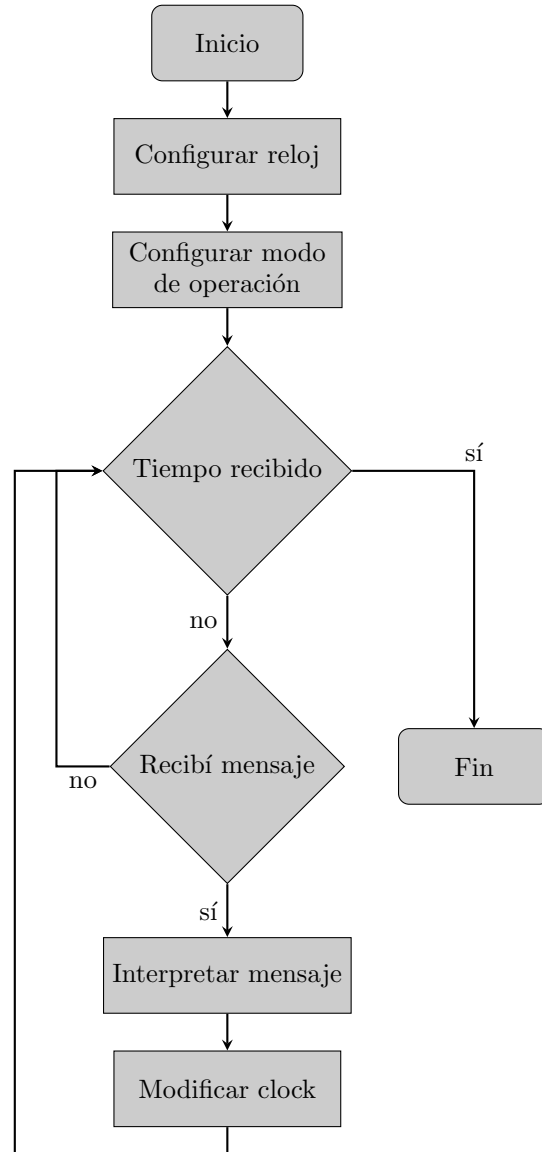 Inicio
Configurar reloj
Configurar modo
de operación
Tiempo recibido
sí
no
Recibí mensaje
no
Fin
sí
Interpretar mensaje
Modificar clock